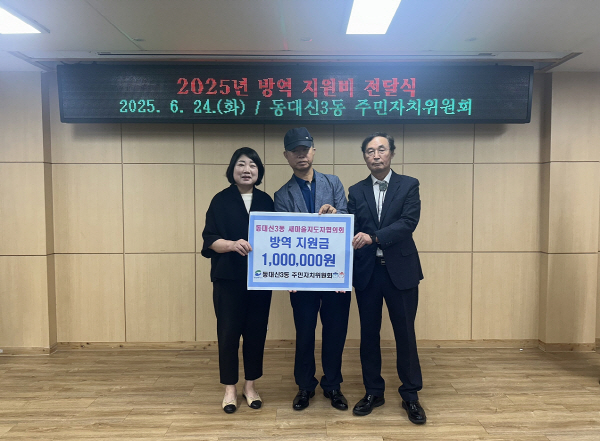 2025년 방역 지원비 전달식
2025. 6. 24.(화) / 동대신3동 주민자치위원회
동대신3동 새마을지도자협의회
방역 지원금
1,000,000원
동대신3동 주민자치위원회